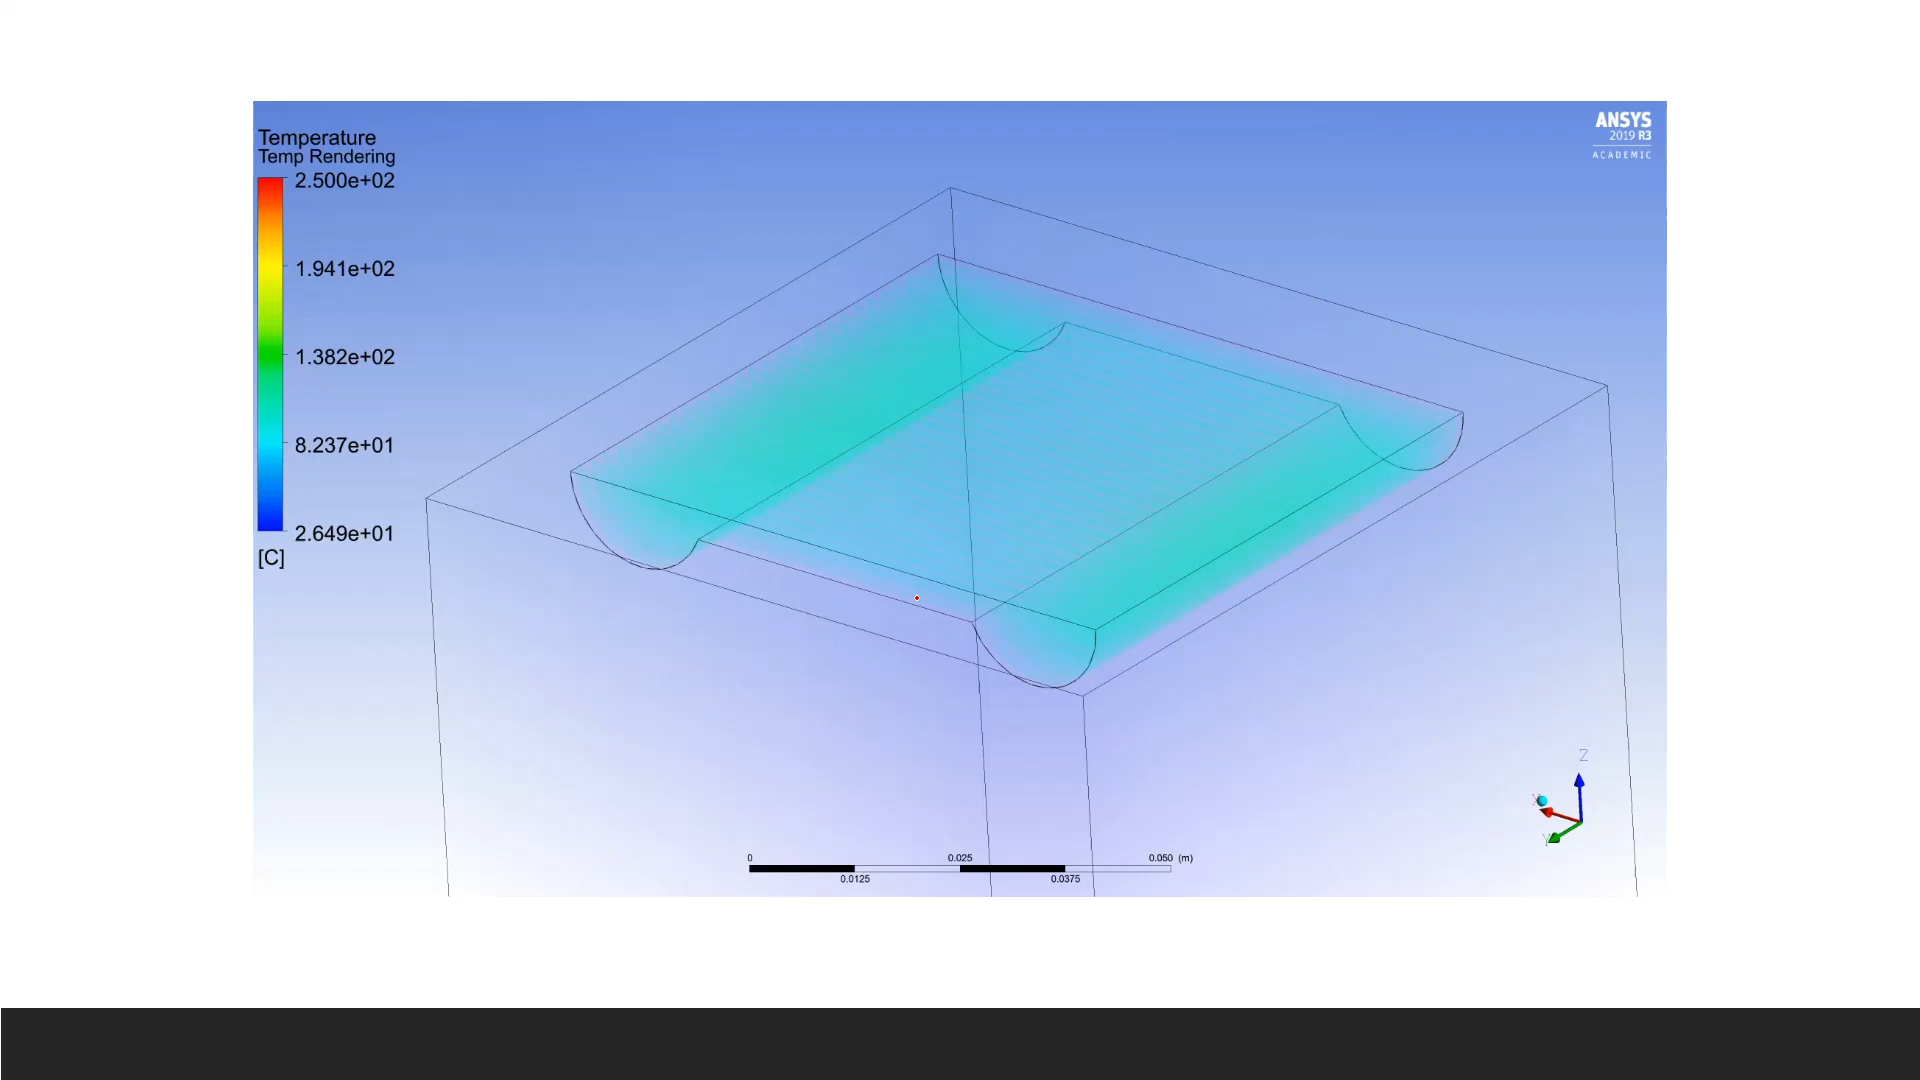 Temperature
Temp Rendering
2.500e+02
1.941e+02
1.382e+02
8.237e+01
2.649e+01
[C]
ANSYS
2019 R3
ACADEMIC
Z
X
Y
0 0.025 0.050 (m)
0.0125 0.0375